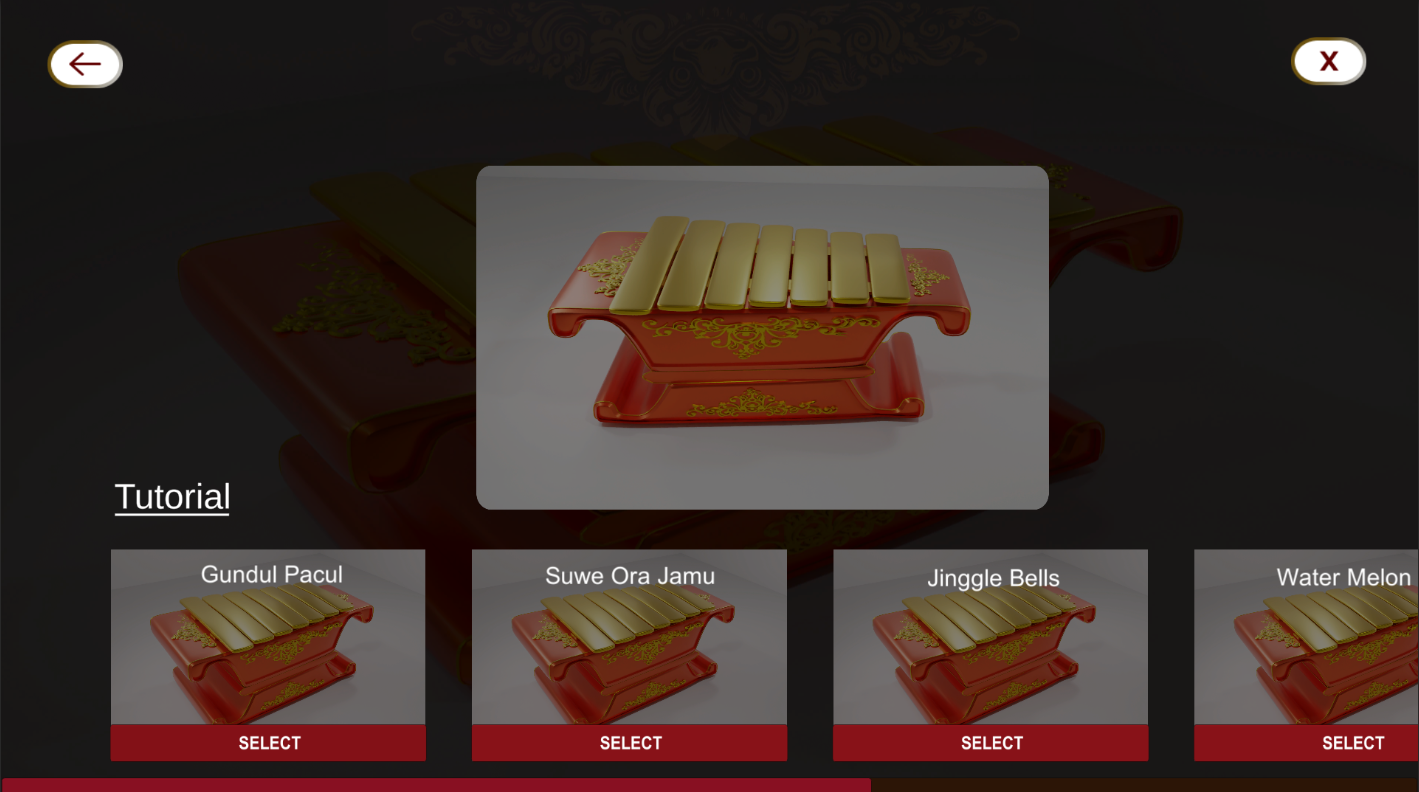 X
Tutorial
Gundul Pacul
Suwe Ora Jamu
Jinggle Bells
Water Melon
SELECT
SELECT
SELECT
SELECT